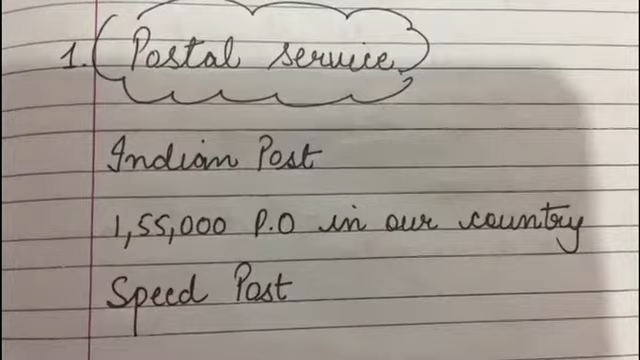 1. Postal service
Indian Post
1,55,000 P.O in our country
Speed Post